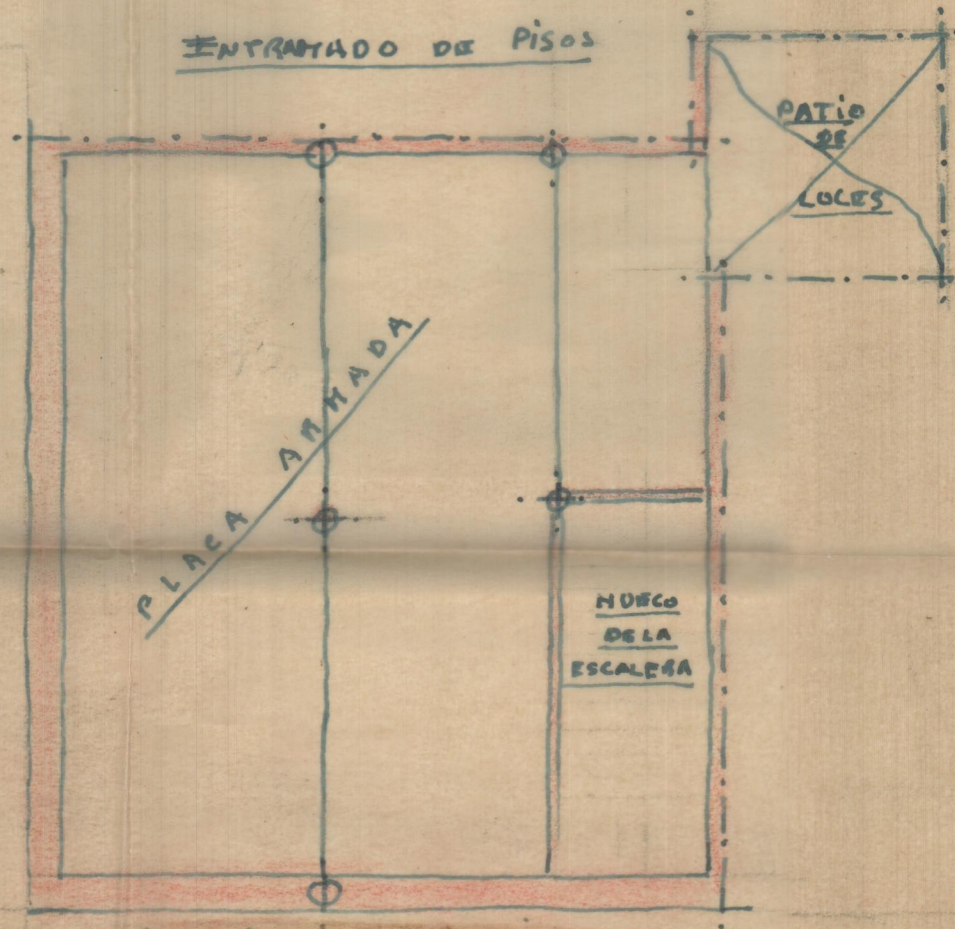 ENTRAMADO DE PISOS
PATIO
DE
LUCES
PLACA ARMADA
HUECO
DE LA
ESCALERA